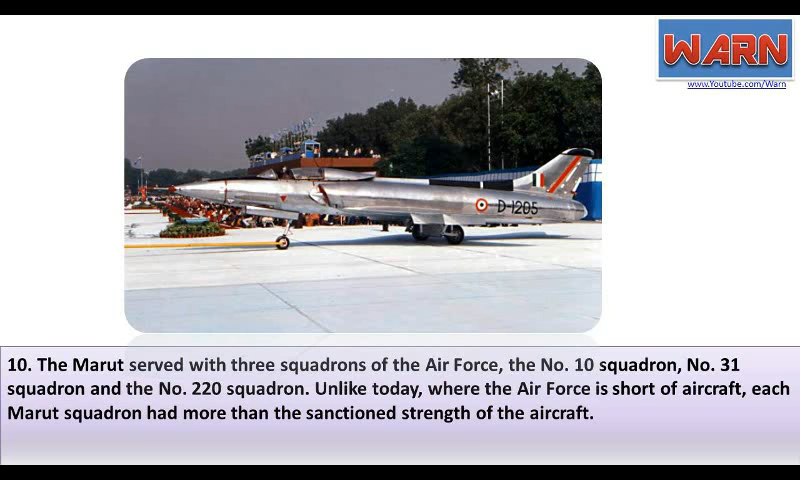 WARN
www.Youtube.com/Warn
D-1205
10. The Marut served with three squadrons of the Air Force, the No. 10 squadron, No. 31
squadron and the No. 220 squadron. Unlike today, where the Air Force is short of aircraft, each
Marut squadron had more than the sanctioned strength of the aircraft.